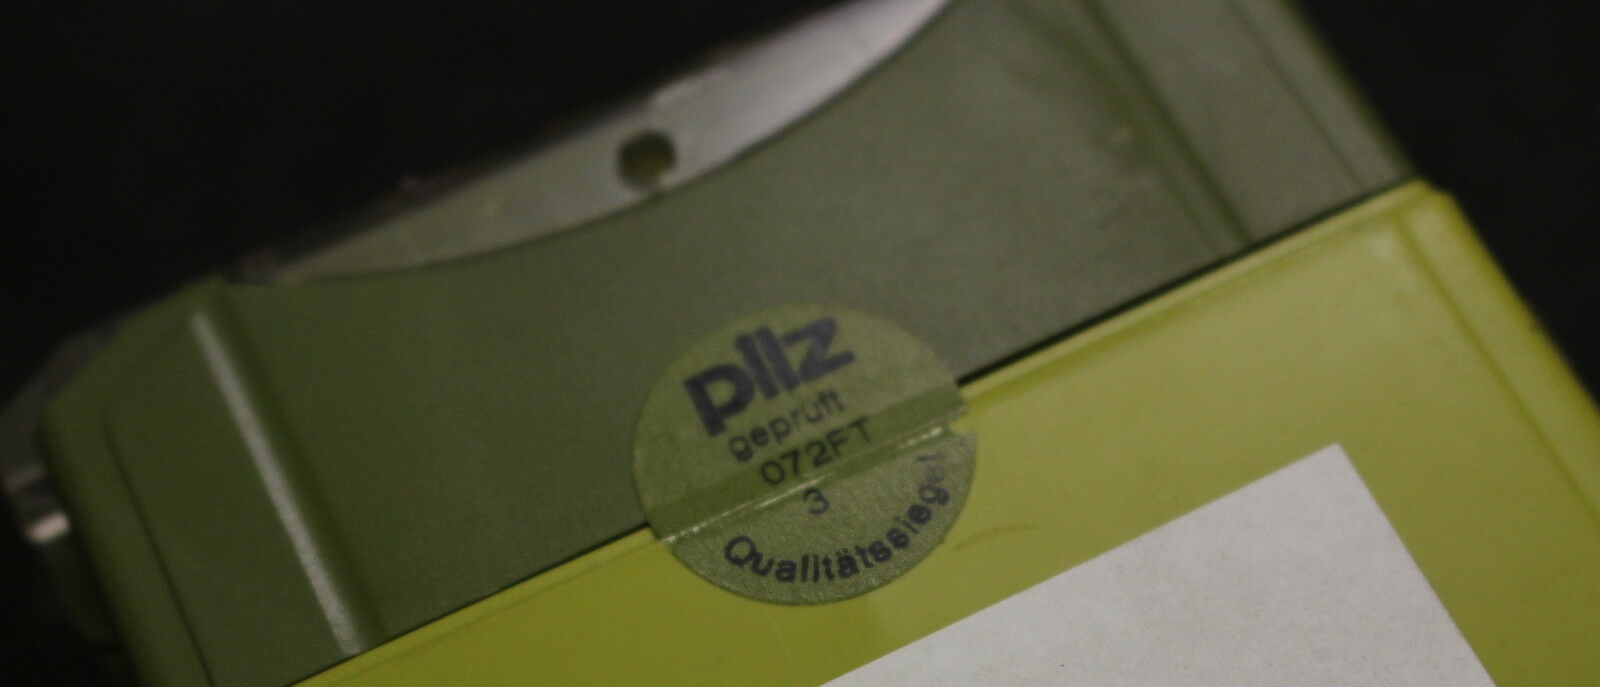 pilz
geprüft
072FT
3
Qualitätssiegel